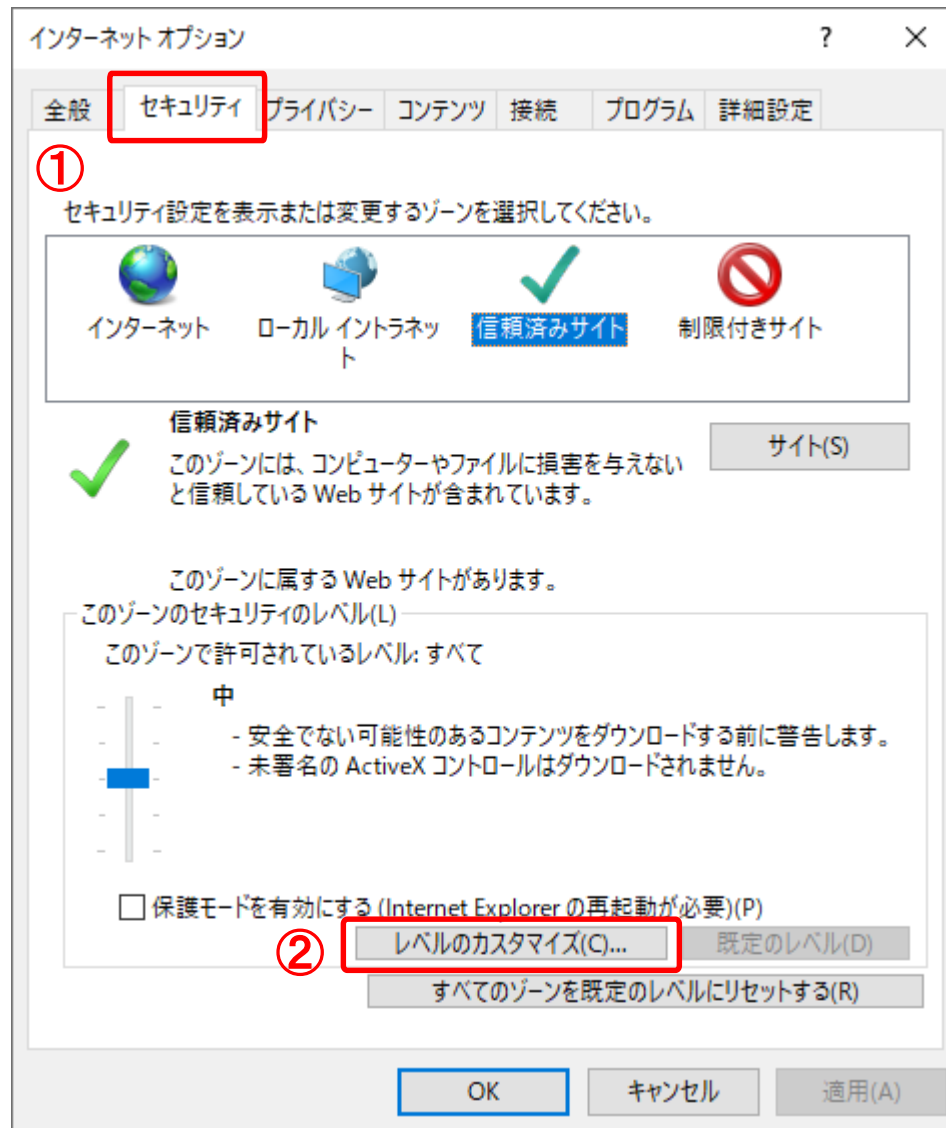 インターネット オプション ? ×
全般 セキュリティ プライバシー コンテンツ 接続 プログラム 詳細設定
①
セキュリティ設定を表示または変更するゾーンを選択してください。
インターネット ローカル イントラネッ 信頼済みサイト 制限付きサイト
ト
信頼済みサイト
サイト(S)
このゾーンには、コンピューターやファイルに損害を与えない
と信頼している Web サイトが含まれています。
このゾーンに属する Web サイトがあります。
このゾーンのセキュリティのレベル(L)
このゾーンで許可されているレベル: すべて
中
- 安全でない可能性のあるコンテンツをダウンロードする前に警告します。
- 未署名の ActiveX コントロールはダウンロードされません。
保護モードを有効にする (Internet Explorer の再起動が必要)(P)
② レベルのカスタマイズ(C)... 既定のレベル(D)
すべてのゾーンを既定のレベルにリセットする(R)
OK キャンセル 適用(A)